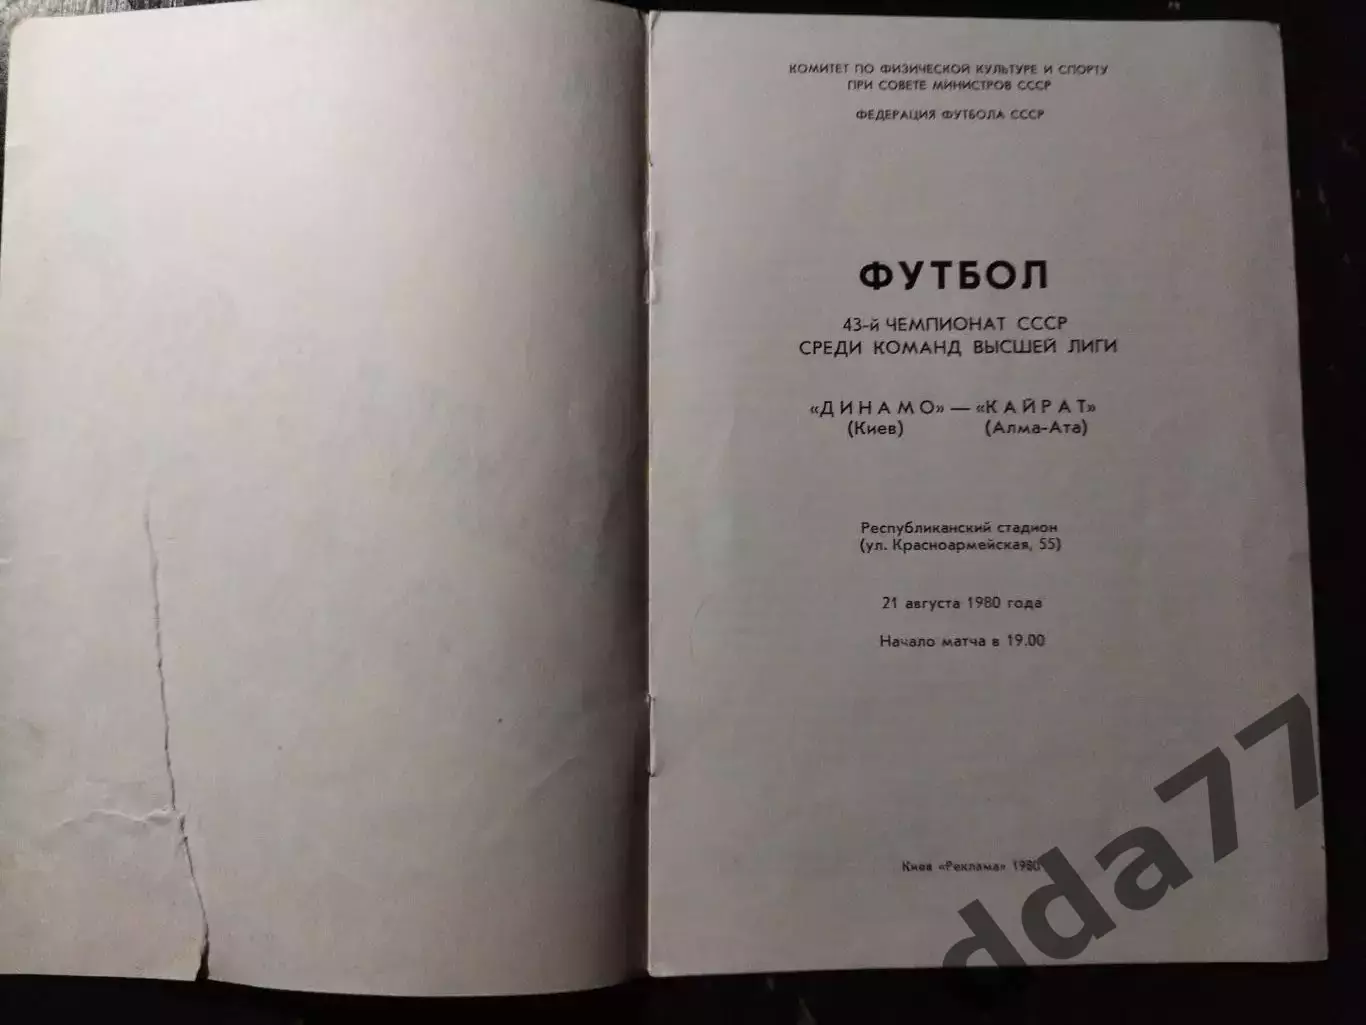 КОМИТЕТ ПО ФИЗИЧЕСКОЙ КУЛЬТУРЕ И СПОРТУ
ПРИ СОВЕТЕ МИНИСТРОВ СССР
ФЕДЕРАЦИЯ ФУТБОЛА СССР
ФУТБОЛ
43-й ЧЕМПИОНАТ СССР
СРЕДИ КОМАНД ВЫСШЕЙ ЛИГИ
«ДИНАМО» — «КАЙРАТ»
(Киев) (Алма-Ата)
Республиканский стадион
(ул. Красноармейская, 55)
21 августа 1980 года
Начало матча в 19.00
Киев «Реклама» 1980
dda77